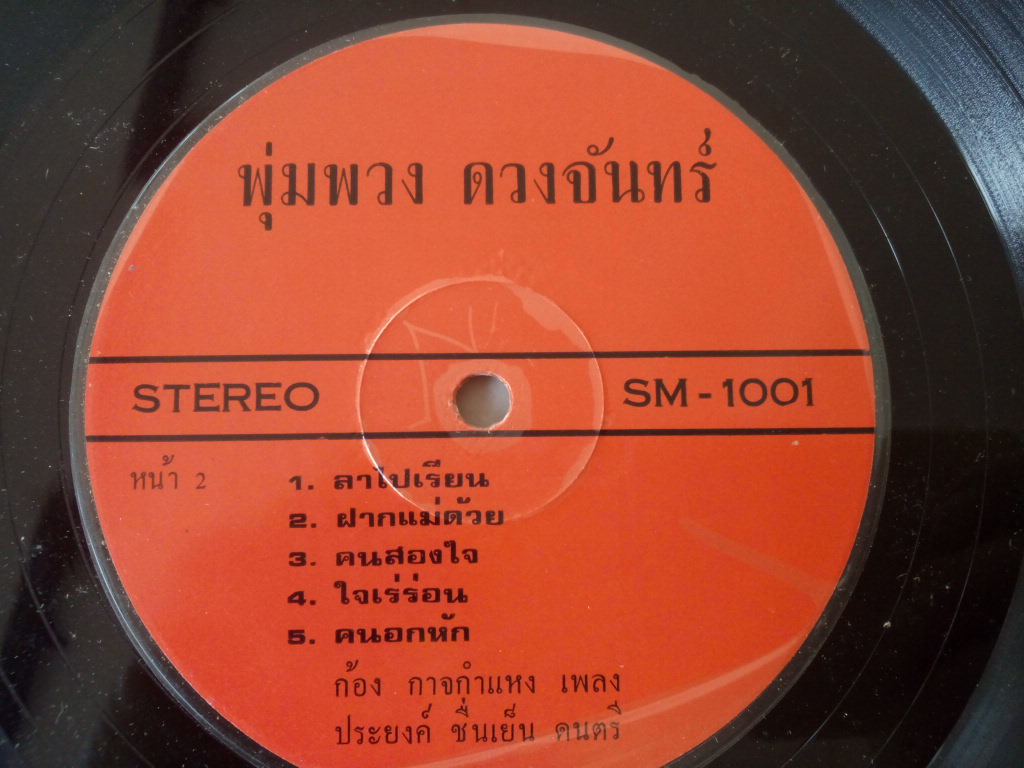 พุ่มพวง ดวงจันทร์
STEREO SM-1001
หน้า 2
1. ลาไปเรียน
2. ฝากแม่ด้วย
3. คนสองใจ
4. ใจเร่ร่อน
5. คนอกหัก
ก้อง กาจกำแหง เพลง
ประยงค์ ชื่นเย็น ดนตรี